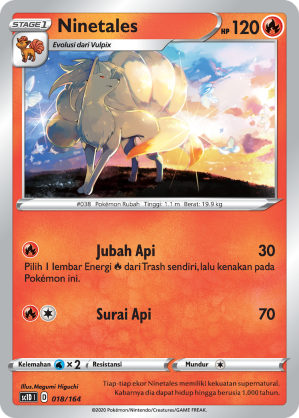 STAGE 1
Ninetales
HP 120
Evolusi dari Vulpix
#038 Pokémon Rubah Tinggi: 1.1 m Berat: 19.9 kg
Jubah Api 30
Pilih 1 lembar Energi dari Trash sendiri, lalu kenakan pada
Pokémon ini.
Surai Api 70
Kelemahan ×2 Resistansi Mundur
Illus. Megumi Higuchi
sc1D I D 018/164
Tiap-tiap ekor Ninetales memiliki kekuatan supernatural.
Kabarnya dia dapat hidup hingga berusia 1.000 tahun.
©2020 Pokémon/Nintendo/Creatures/GAME FREAK.